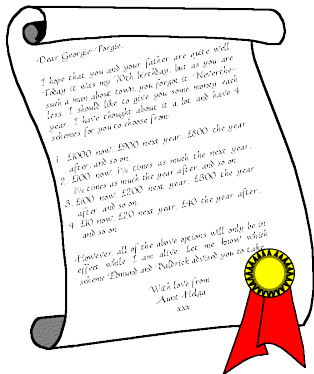 Dear Georgie-Porgie,
I hope that you and your father are quite well.
Today it was my 70th birthday, but as you are
such a man about town, you forgot it. Neverthe-
less, I should like to give you some money each
year. I have thought about it a lot and have 4
schemes for you to choose from:
1. £1000 now, £900 next year, £800 the year
after, and so on.
2. £100 now, 1½ times as much the next year,
1½ times as much the year after and so on
3. £100 now, £200 next year, £300 the year
after and so on.
4. £10 now, £20 next year, £40 the year after,
and so on.
However, all of the above options will only be in
effect while I am alive. Let me know which
scheme Edmund and Baldrick advised you to take.
With love from
Aunt Helga
xxx